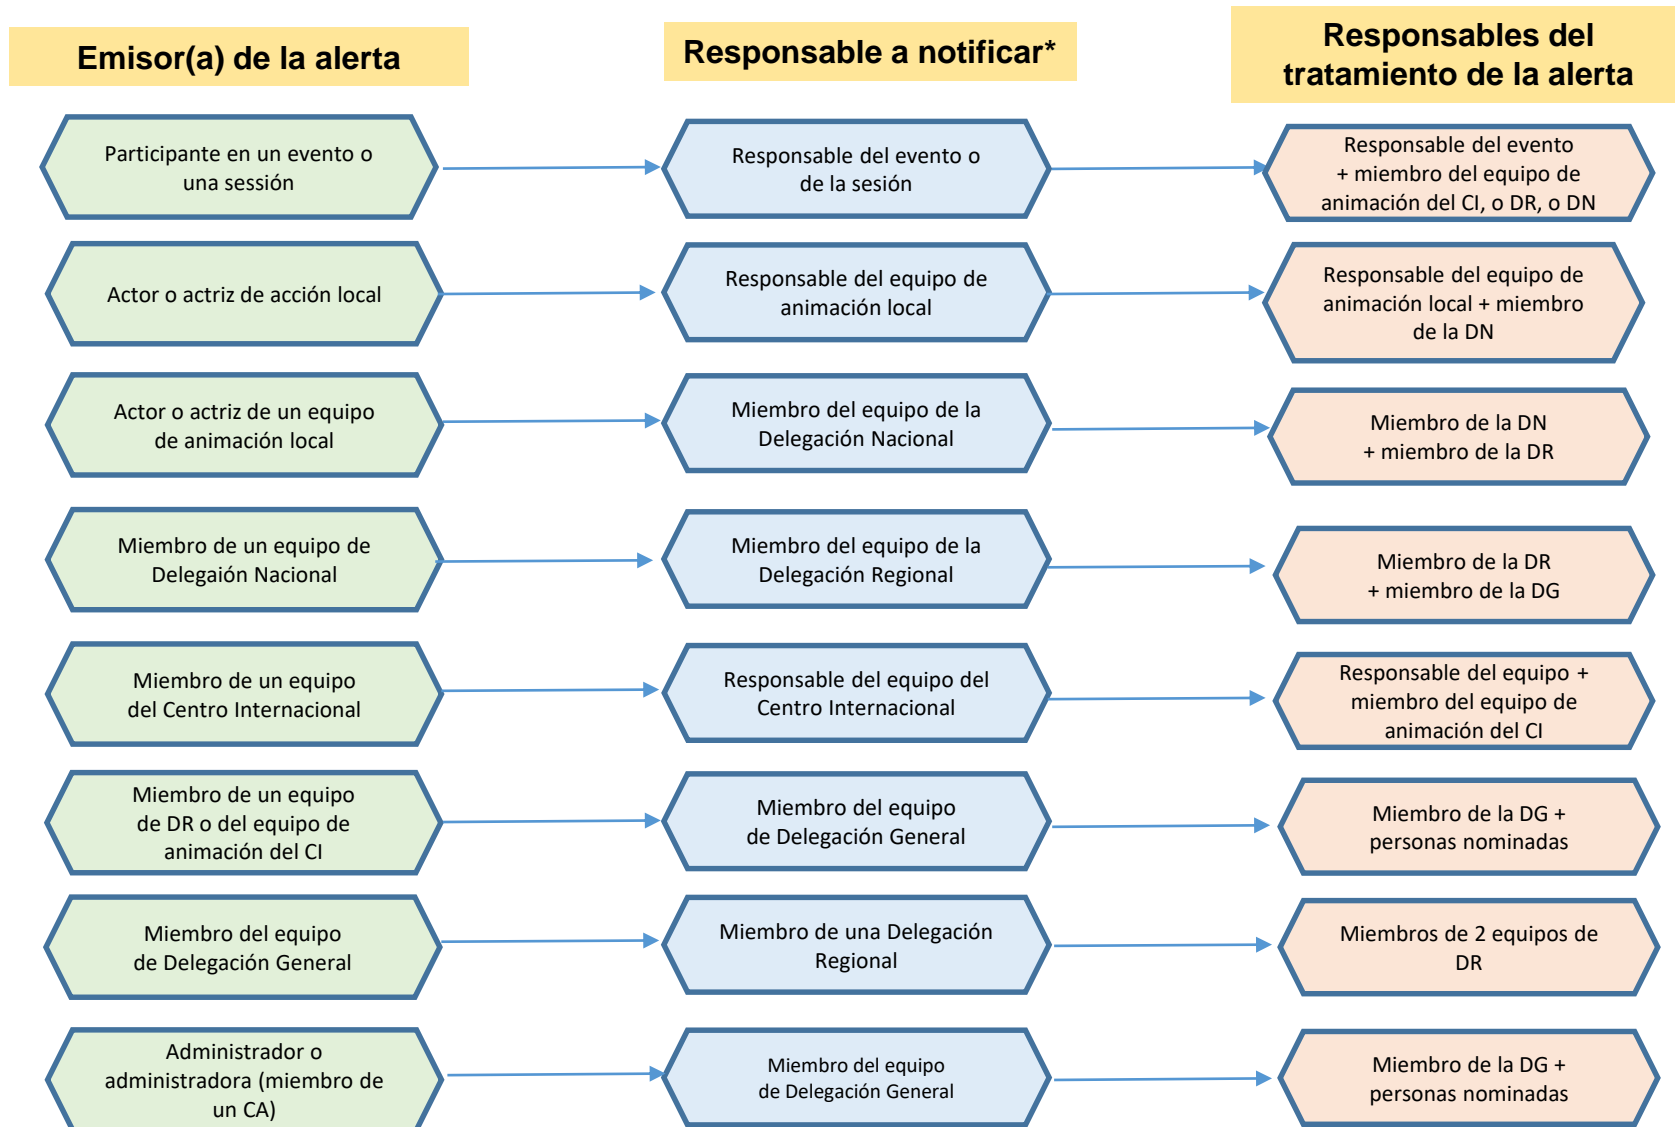 Emisor(a) de la alerta
Responsable a notificar*
Responsables del
tratamiento de la alerta
Participante en un evento o
una sessión
Responsable del evento o
de la sesión
Responsable del evento
+ miembro del equipo de
animación del CI, o DR, o DN
Actor o actriz de acción local
Responsable del equipo de
animación local
Responsable del equipo de
animación local + miembro
de la DN
Actor o actriz de un equipo
de animación local
Miembro del equipo de la
Delegación Nacional
Miembro de la DN
+ miembro de la DR
Miembro de un equipo de
Delegaión Nacional
Miembro del equipo de la
Delegación Regional
Miembro de la DR
+ miembro de la DG
Miembro de un equipo
del Centro Internacional
Responsable del equipo del
Centro Internacional
Responsable del equipo +
miembro del equipo de
animación del CI
Miembro de un equipo
de DR o del equipo de
animación del CI
Miembro del equipo
de Delegación General
Miembro de la DG +
personas nominadas
Miembro del equipo
de Delegación General
Miembro de una Delegación
Regional
Miembros de 2 equipos de
DR
Administrador o
administradora (miembro de
un CA)
Miembro del equipo
de Delegación General
Miembro de la DG +
personas nominadas